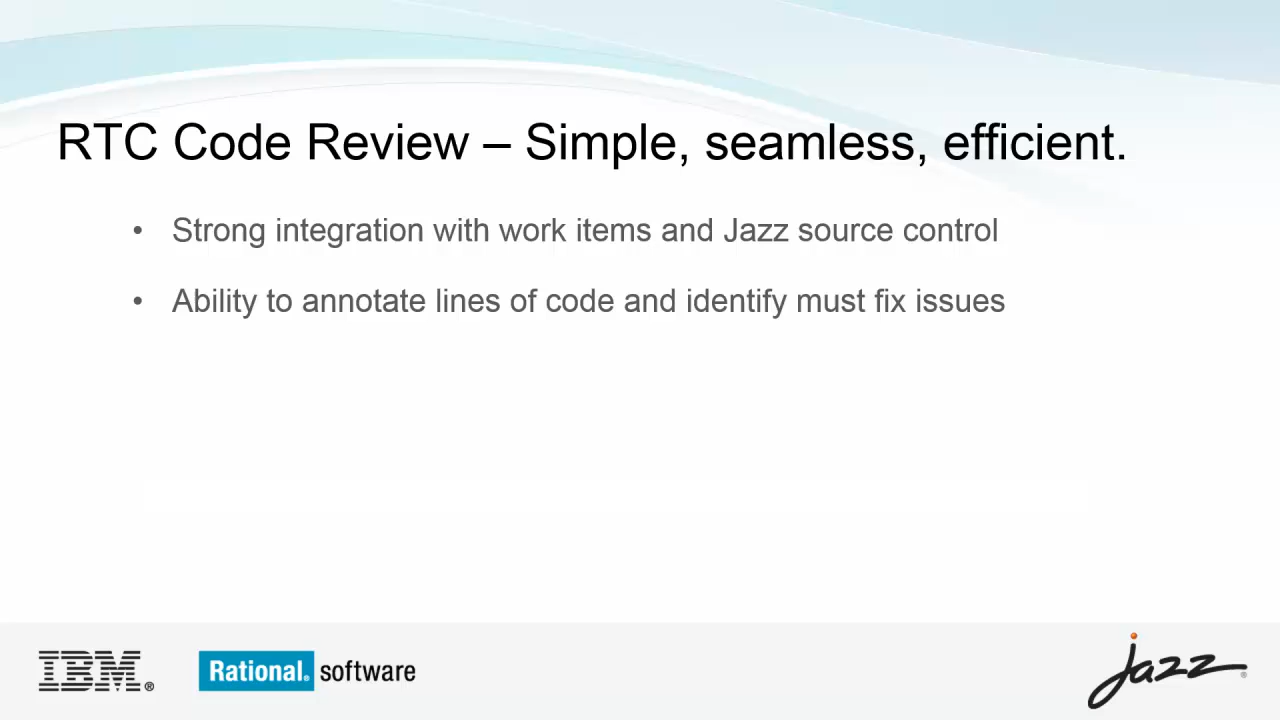 RTC Code Review – Simple, seamless, efficient.
• Strong integration with work items and Jazz source control
• Ability to annotate lines of code and identify must fix issues
IBM®
Rational® software
jazz®